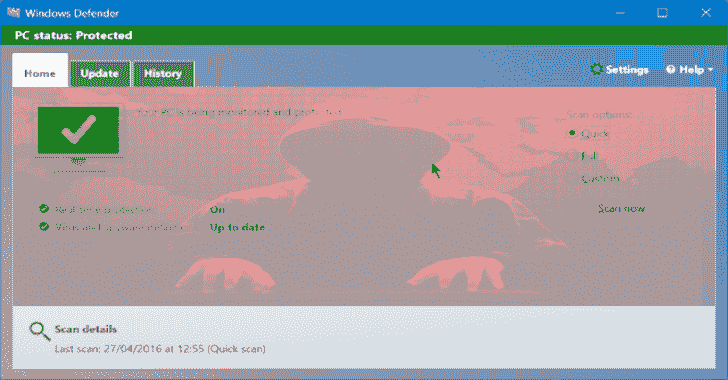 Windows Defender
PC status: Protected
Home Update History Settings Help
Your PC is being monitored and protected.
Scan options:
Quick
Full
Custom
Real-time protection: On
Virus and spyware definitions: Up to date
Scan now
Scan details
Last scan: 27/04/2016 at 12:55 (Quick scan)